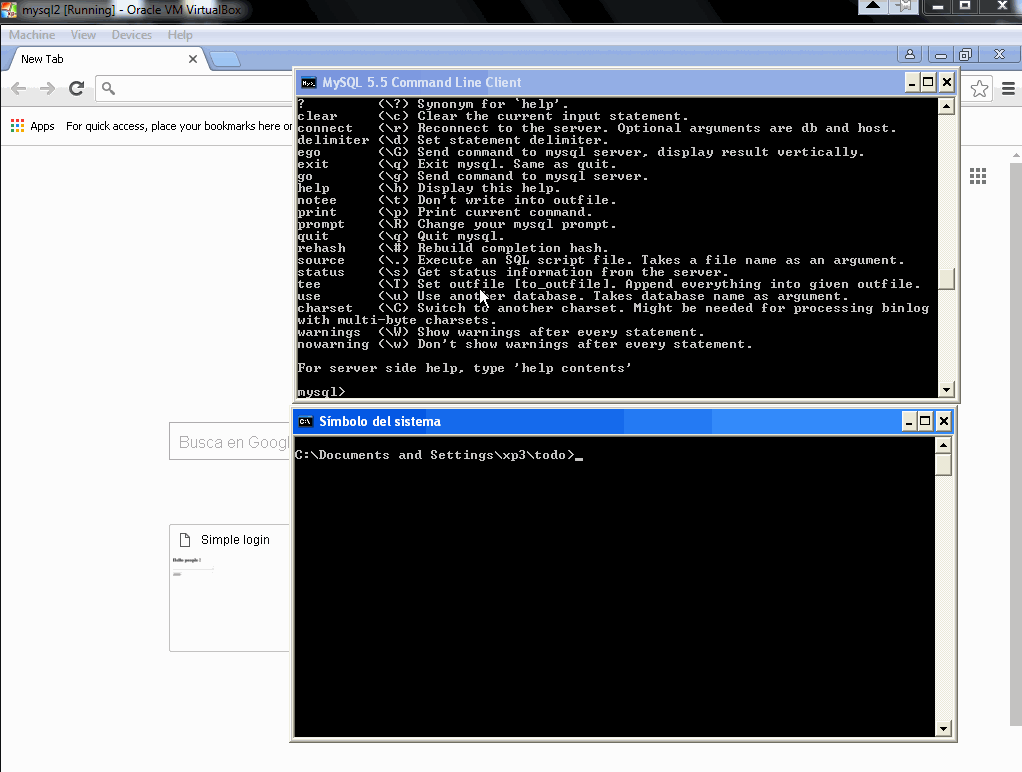 mysql2 [Running] - Oracle VM VirtualBox
Machine View Devices Help
New Tab
Apps For quick access, place your bookmarks here on
MySQL 5.5 Command Line Client
? (\?) Synonym for `help'.
clear (\c) Clear the current input statement.
connect (\r) Reconnect to the server. Optional arguments are db and host.
delimiter (\d) Set statement delimiter.
ego (\G) Send command to mysql server, display result vertically.
exit (\q) Exit mysql. Same as quit.
go (\g) Send command to mysql server.
help (\h) Display this help.
notee (\t) Don't write into outfile.
print (\p) Print current command.
prompt (\R) Change your mysql prompt.
quit (\q) Quit mysql.
rehash (\#) Rebuild completion hash.
source (\.) Execute an SQL script file. Takes a file name as an argument.
status (\s) Get status information from the server.
tee (\T) Set outfile [to_outfile]. Append everything into given outfile.
use (\u) Use another database. Takes database name as argument.
charset (\C) Switch to another charset. Might be needed for processing binlog
with multi-byte charsets.
warnings (\W) Show warnings after every statement.
nowarning (\w) Don't show warnings after every statement.
For server side help, type 'help contents'
mysql>
Símbolo del sistema
C:\Documents and Settings\xp3\todo>_
Busca en Googl
Simple login
Hello people !